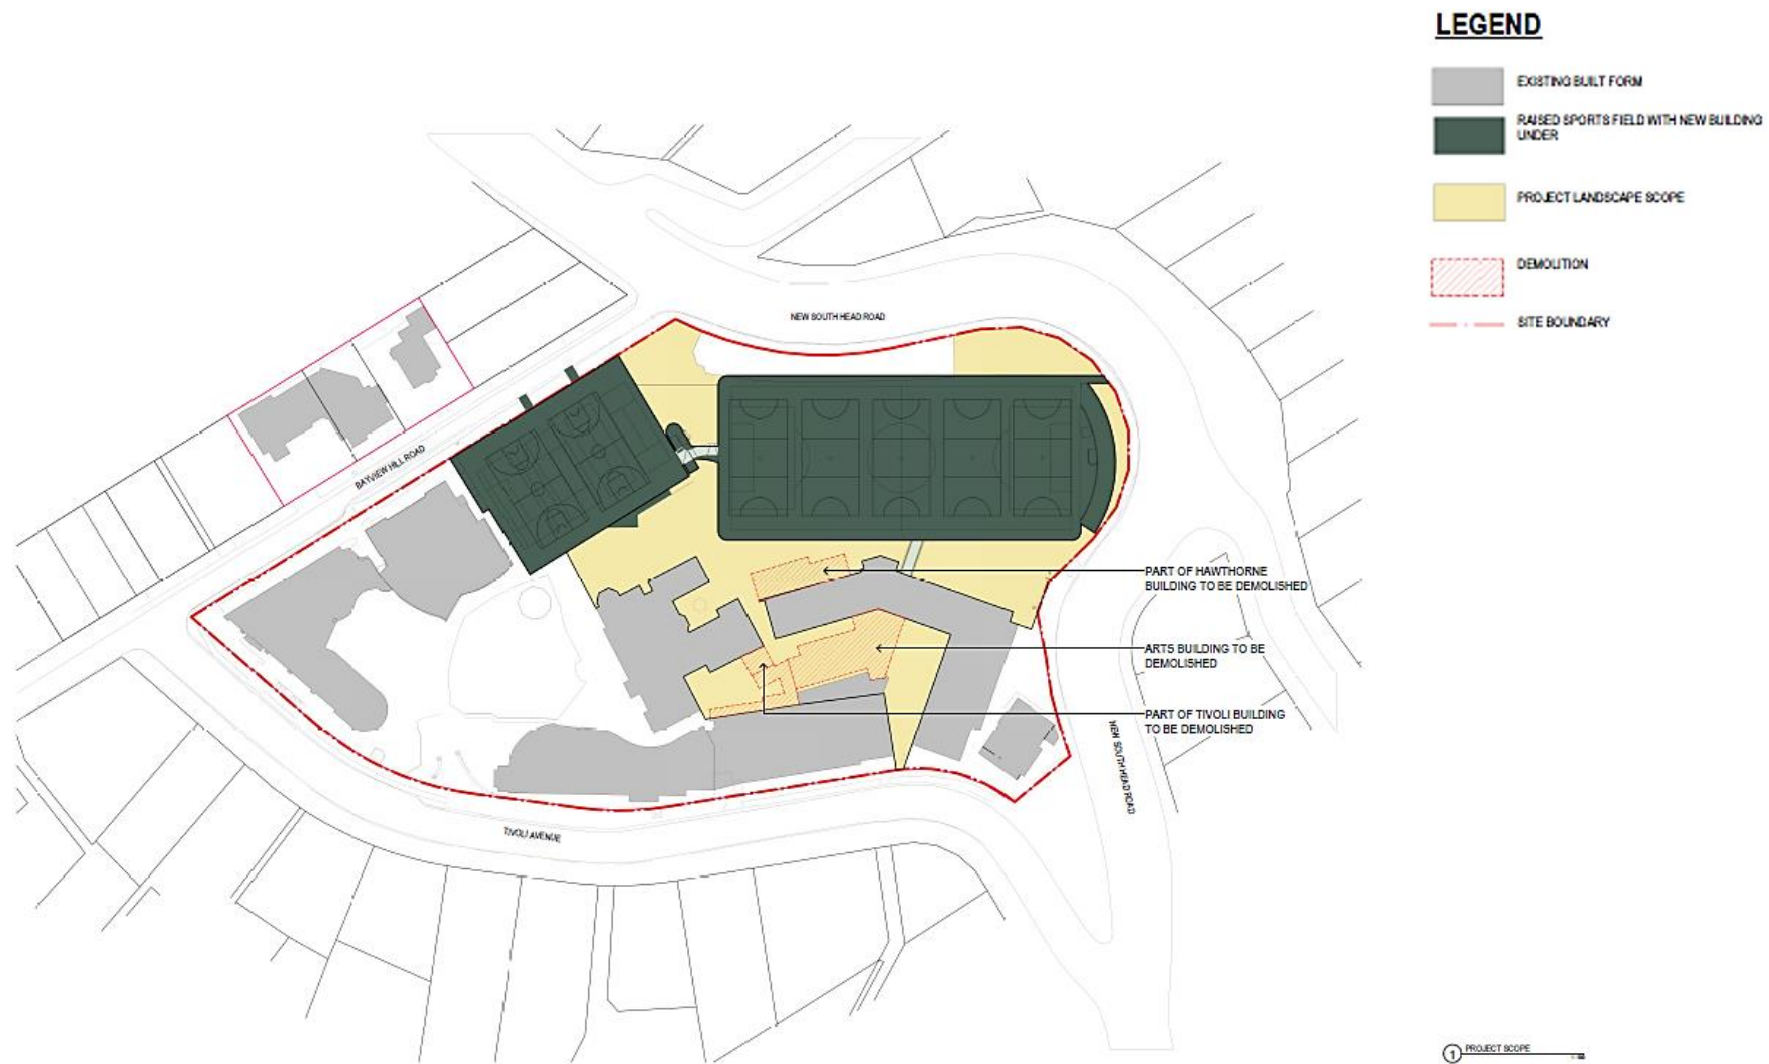 LEGEND
EXISTING BUILT FORM
RAISED SPORTS FIELD WITH NEW BUILDING
UNDER
PROJECT LANDSCAPE SCOPE
DEMOLITION
SITE BOUNDARY
NEW SOUTH HEAD ROAD
BAYVIEW HILL ROAD
PART OF HAWTHORNE
BUILDING TO BE DEMOLISHED
ARTS BUILDING TO BE
DEMOLISHED
PART OF TIVOLI BUILDING
TO BE DEMOLISHED
NEW SOUTH HEAD ROAD
TIVOLI AVENUE
1 PROJECT SCOPE